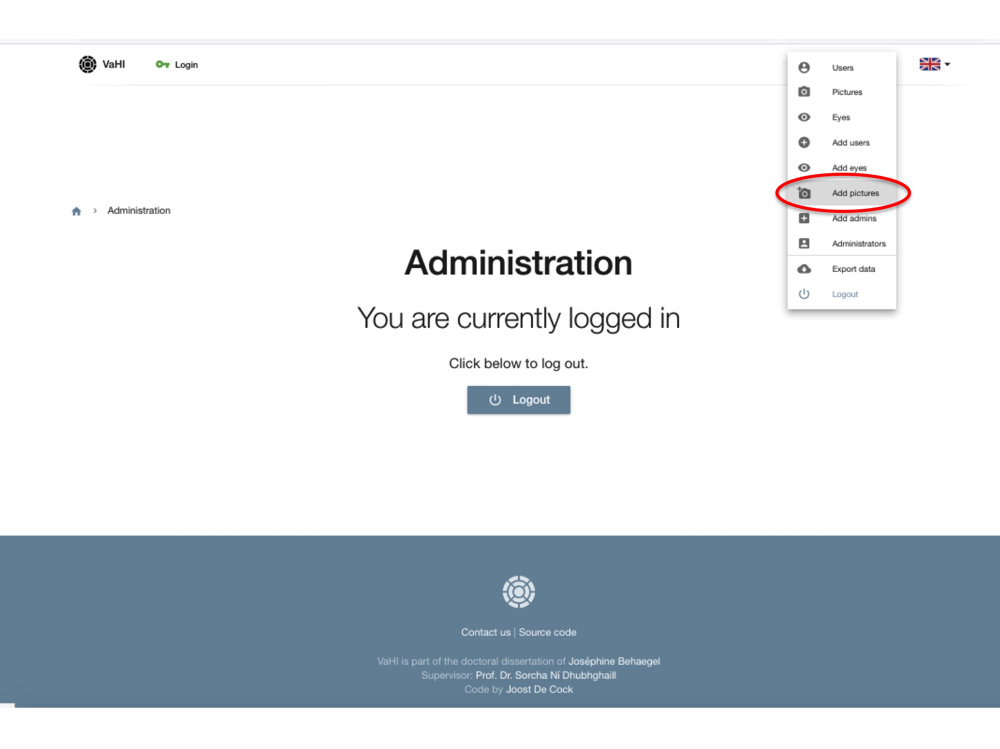 VaHI
Login
Users
Pictures
Eyes
Add users
Add eyes
Add pictures
Add admins
Administrators
Export data
Logout
Administration
Administration
You are currently logged in
Click below to log out.
Logout
Contact us | Source code
VaHI is part of the doctoral dissertation of Joséphine Behaegel
Supervisor: Prof. Dr. Sorcha Ní Dhubhghaill
Code by Joost De Cock